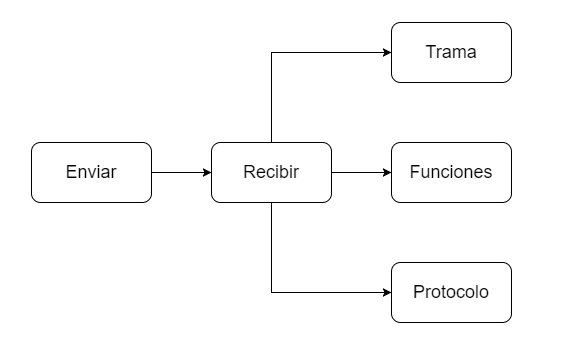 Trama
Enviar
Recibir
Funciones
Protocolo